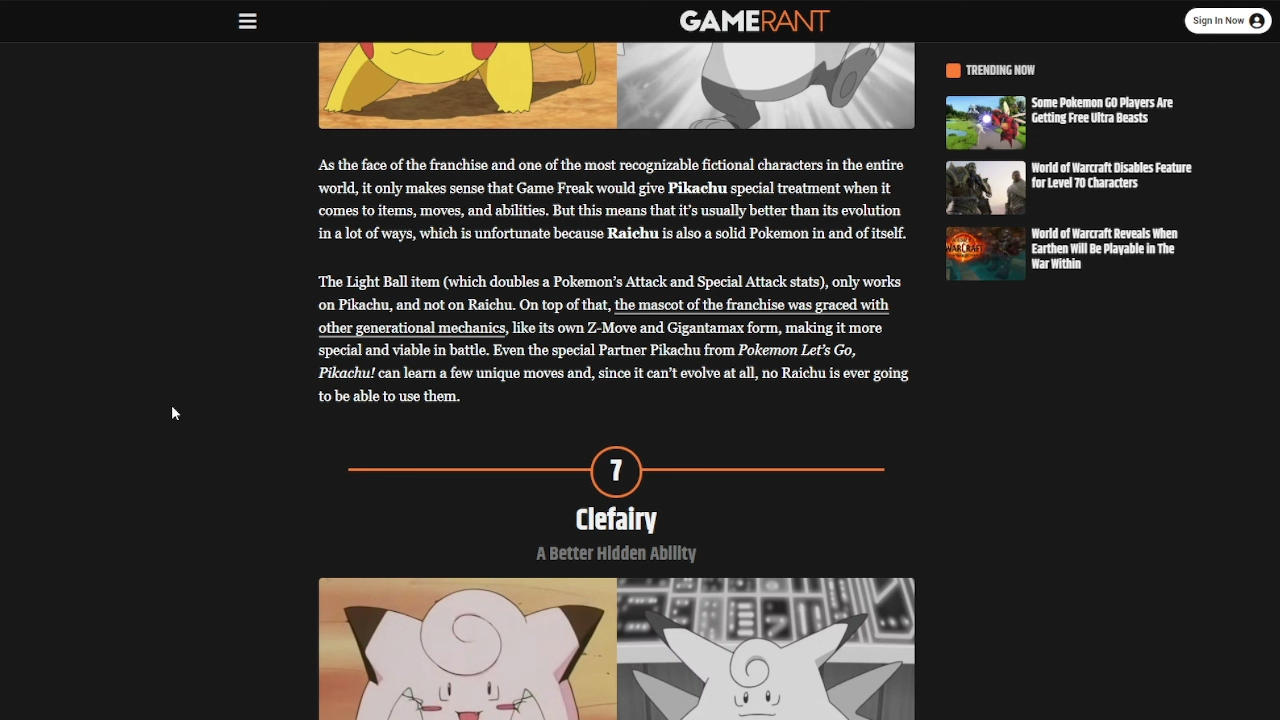 GAMERANT
Sign In Now
TRENDING NOW
Some Pokemon GO Players Are
Getting Free Ultra Beasts
World of Warcraft Disables Feature
for Level 70 Characters
WARCRAFT
World of Warcraft Reveals When
Earthen Will Be Playable in The
War Within
As the face of the franchise and one of the most recognizable fictional characters in the entire
world, it only makes sense that Game Freak would give Pikachu special treatment when it
comes to items, moves, and abilities. But this means that it's usually better than its evolution
in a lot of ways, which is unfortunate because Raichu is also a solid Pokemon in and of itself.
The Light Ball item (which doubles a Pokemon's Attack and Special Attack stats), only works
on Pikachu, and not on Raichu. On top of that, the mascot of the franchise was graced with
other generational mechanics, like its own Z-Move and Gigantamax form, making it more
special and viable in battle. Even the special Partner Pikachu from Pokemon Let's Go,
Pikachu! can learn a few unique moves and, since it can't evolve at all, no Raichu is ever going
to be able to use them.
7
Clefairy
A Better Hidden Ability